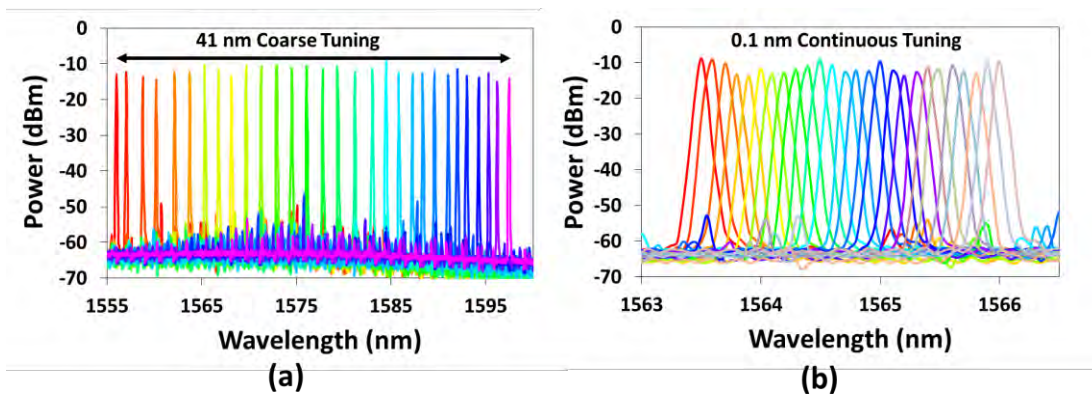 0
-10
-20
-30
-40
-50
-60
-70
Power (dBm)
41 nm Coarse Tuning
1555 1565 1575 1585 1595
Wavelength (nm)
(a)
0
-10
-20
-30
-40
-50
-60
-70
Power (dBm)
0.1 nm Continuous Tuning
1563 1564 1565 1566
Wavelength (nm)
(b)